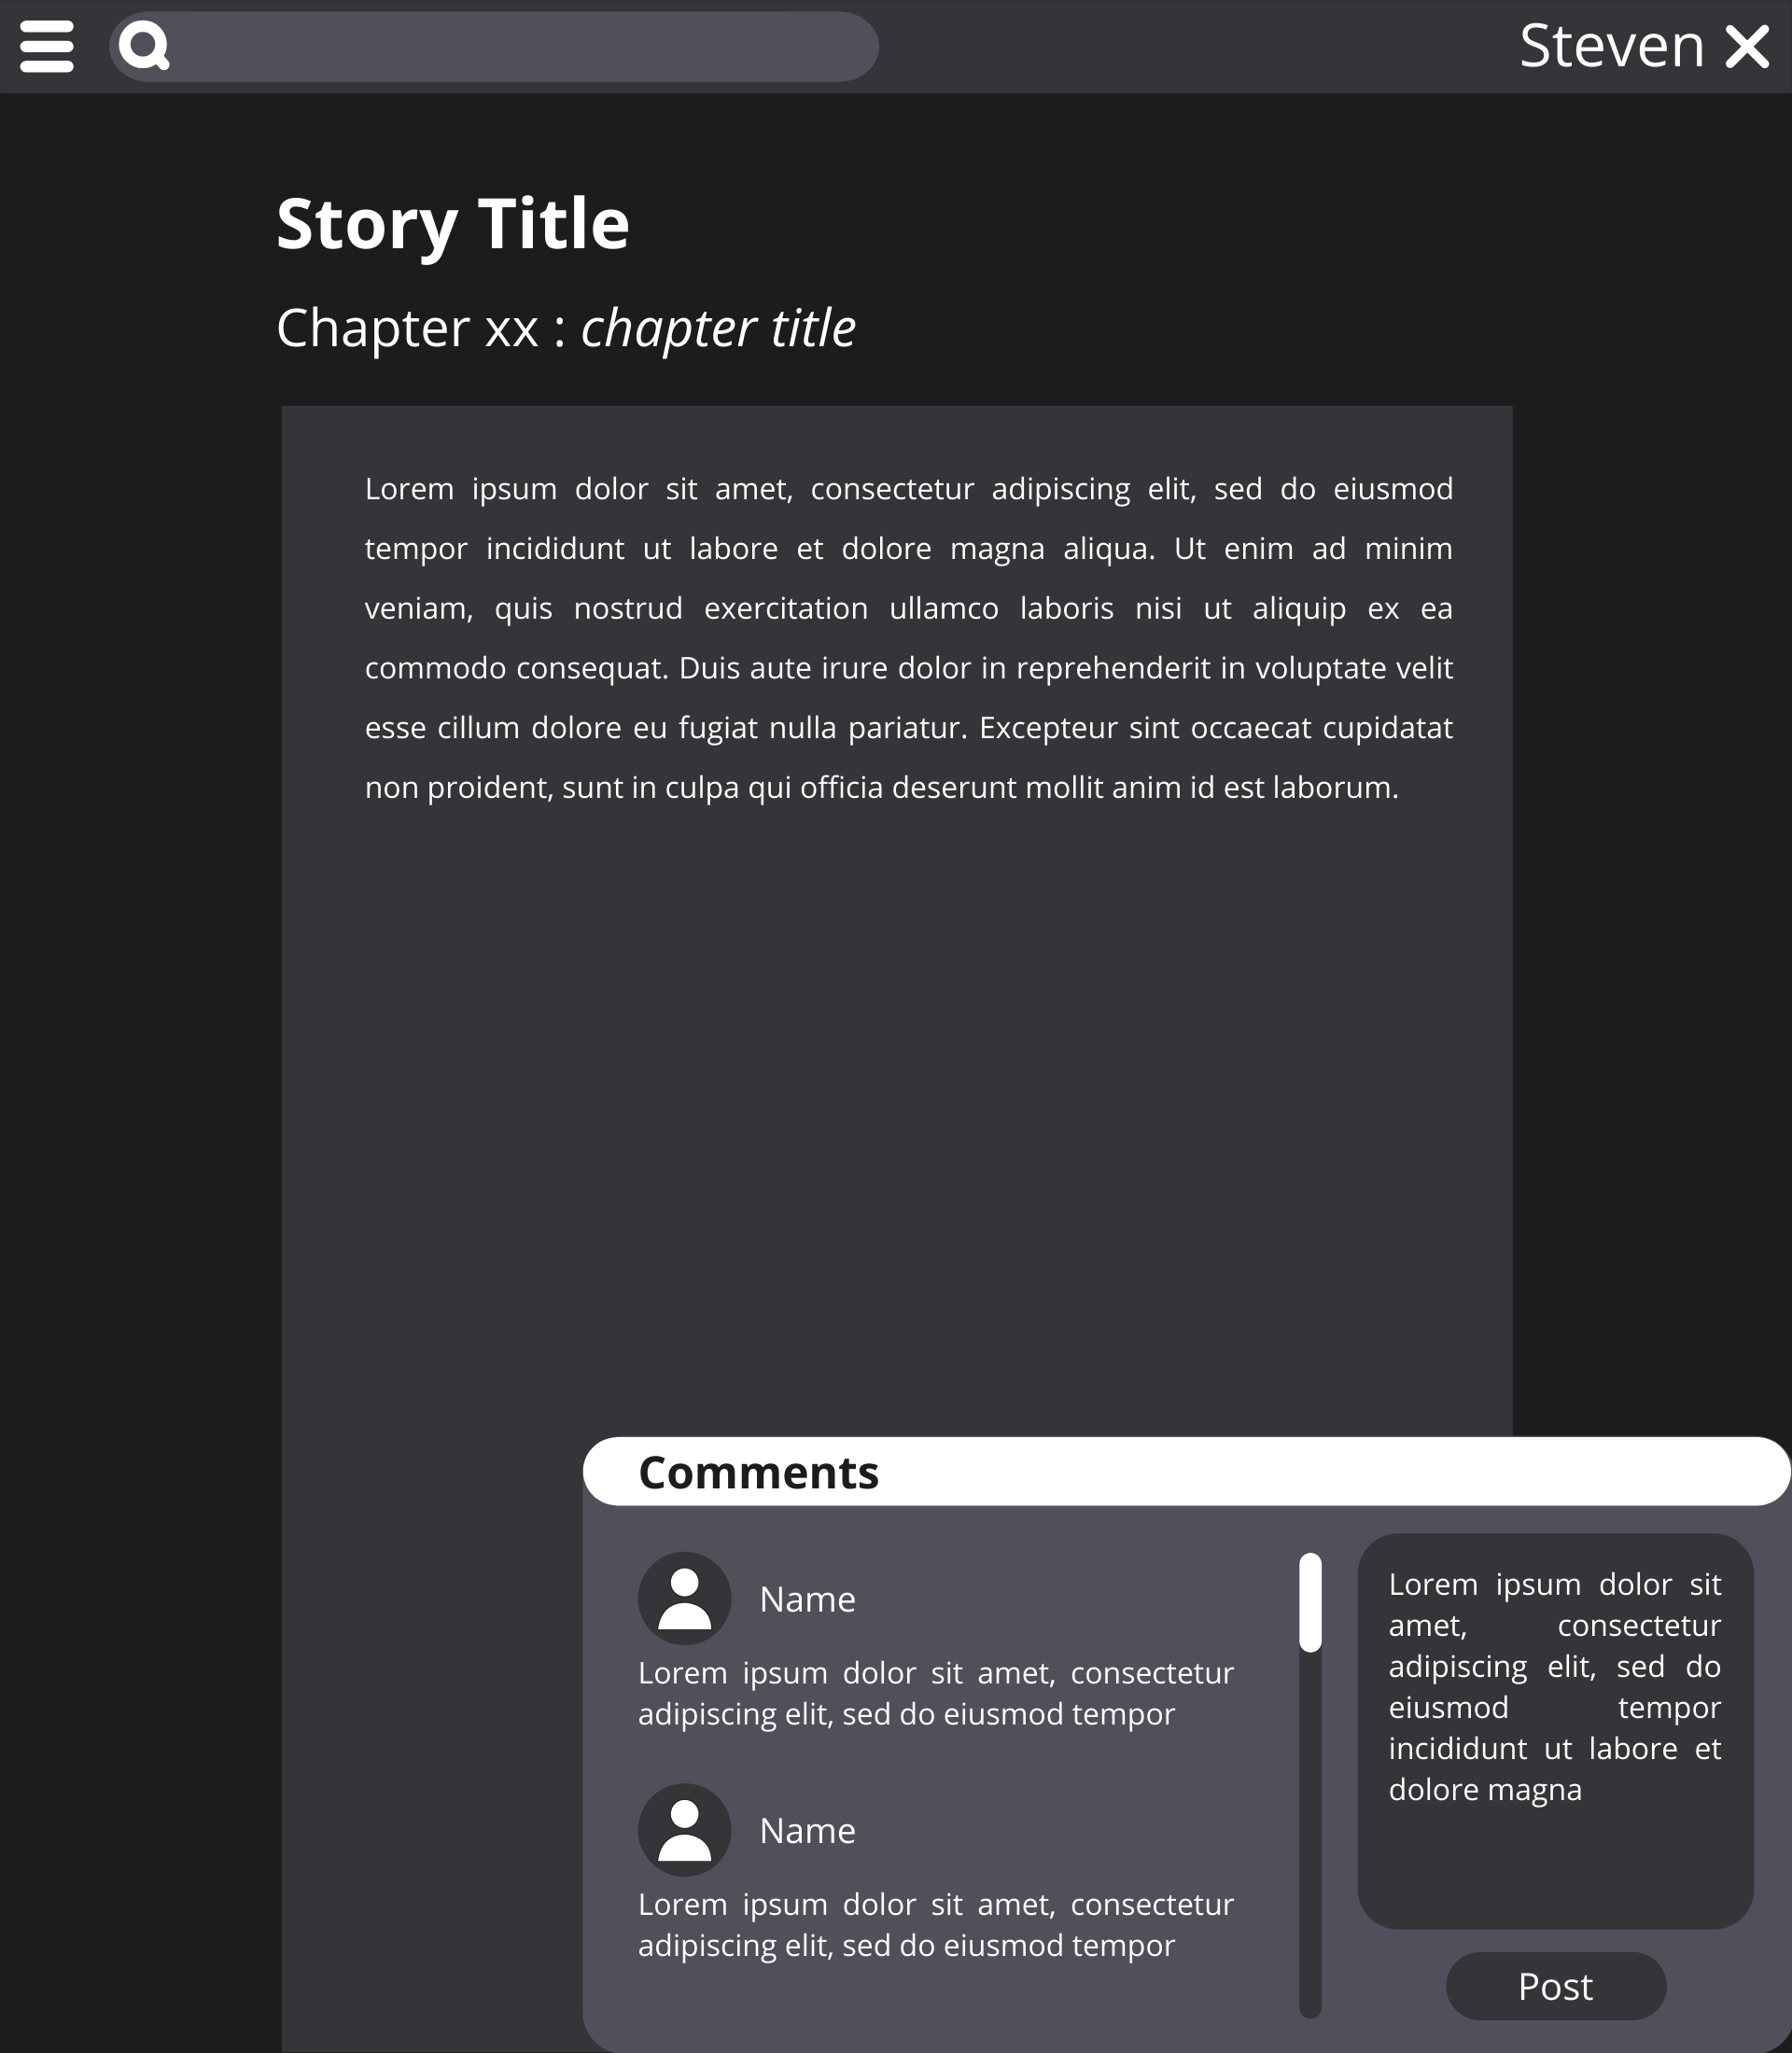 Steven
Story Title
Chapter xx : chapter title
Lorem ipsum dolor sit amet, consectetur adipiscing elit, sed do eiusmod
tempor incididunt ut labore et dolore magna aliqua. Ut enim ad minim
veniam, quis nostrud exercitation ullamco laboris nisi ut aliquip ex ea
commodo consequat. Duis aute irure dolor in reprehenderit in voluptate velit
esse cillum dolore eu fugiat nulla pariatur. Excepteur sint occaecat cupidatat
non proident, sunt in culpa qui officia deserunt mollit anim id est laborum.
Comments
Name
Lorem ipsum dolor sit amet, consectetur
adipiscing elit, sed do eiusmod tempor
Name
Lorem ipsum dolor sit amet, consectetur
adipiscing elit, sed do eiusmod tempor
Lorem ipsum dolor sit
amet, consectetur
adipiscing elit, sed do
eiusmod tempor
incididunt ut labore et
dolore magna
Post